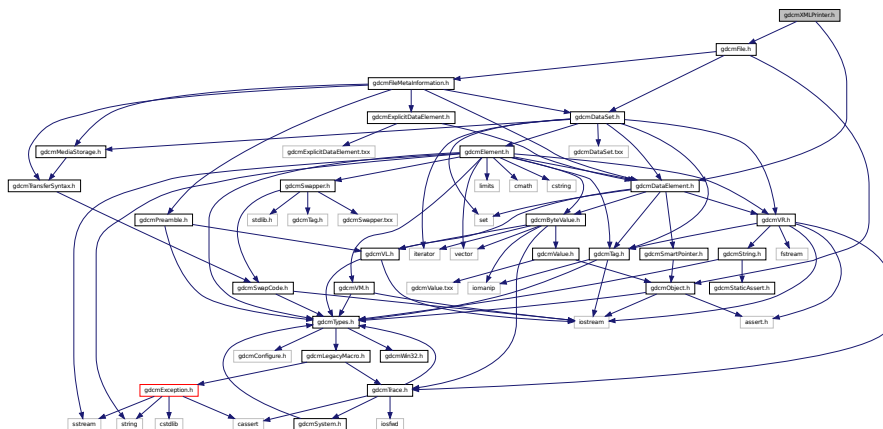 gdcmXMLPrinter.h
gdcmFile.h
gdcmFileMetaInformation.h
gdcmExplicitDataElement.h
gdcmDataSet.h
gdcmMediaStorage.h
gdcmExplicitDataElement.txx
gdcmElement.h
gdcmDataSet.txx
gdcmTransferSyntax.h
gdcmSwapper.h
limits
cmath
cstring
gdcmDataElement.h
gdcmPreamble.h
stdlib.h
gdcmTag.h
gdcmSwapper.txx
set
gdcmByteValue.h
gdcmVR.h
gdcmVL.h
iterator
vector
gdcmValue.h
gdcmTag.h
gdcmSmartPointer.h
gdcmString.h
fstream
gdcmSwapCode.h
gdcmVM.h
gdcmValue.txx
iomanip
gdcmObject.h
gdcmStaticAssert.h
gdcmTypes.h
iostream
assert.h
gdcmConfigure.h
gdcmLegacyMacro.h
gdcmWin32.h
gdcmException.h
gdcmTrace.h
sstream
string
cstdlib
cassert
gdcmSystem.h
iosfwd